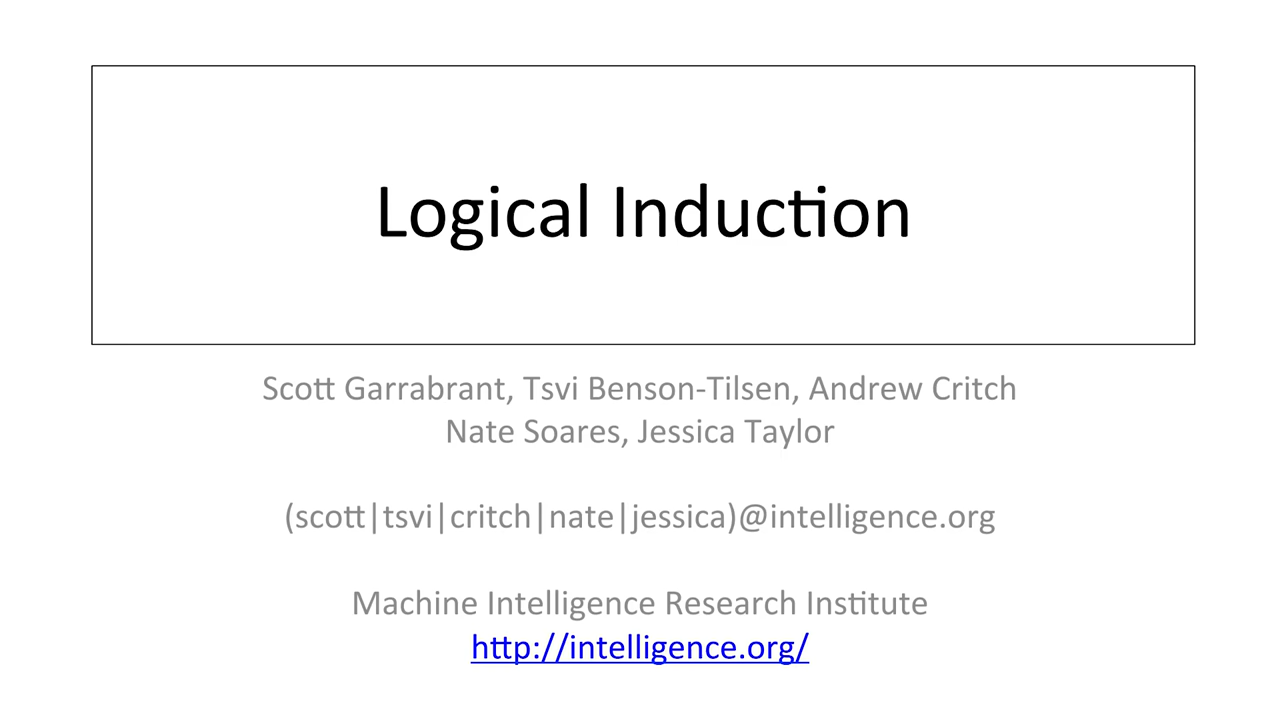 Logical Induction
Scott Garrabrant, Tsvi Benson-Tilsen, Andrew Critch
Nate Soares, Jessica Taylor
(scott|tsvi|critch|nate|jessica)@intelligence.org
Machine Intelligence Research Institute
http://intelligence.org/